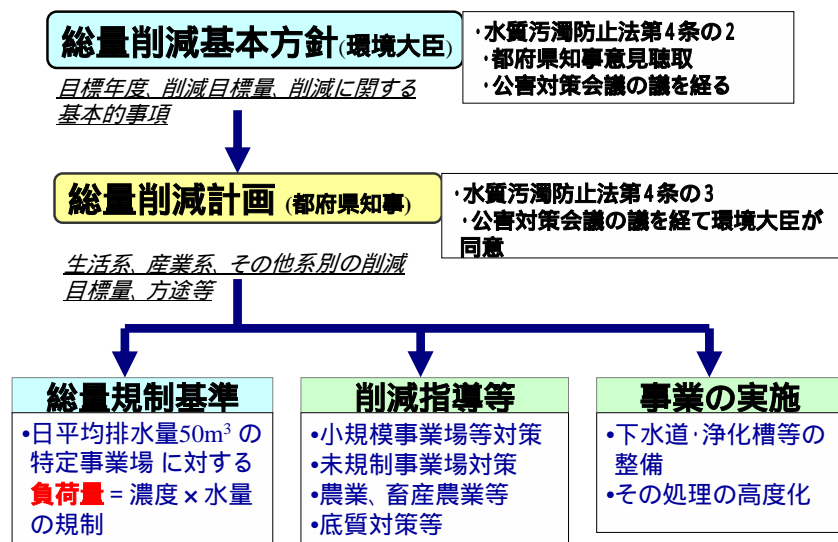 総量削減基本方針(環境大臣)
・水質汚濁防止法第4条の2
・都府県知事意見聴取
・公害対策会議の議を経る
目標年度、削減目標量、削減に関する
基本的事項
総量削減計画 (都府県知事)
・水質汚濁防止法第4条の3
・公害対策会議の議を経て環境大臣が
同意
生活系、産業系、その他系別の削減
目標量、方途等
総量規制基準
•日平均排水量50m³ の
特定事業場 に対する
負荷量 = 濃度 × 水量
の規制
削減指導等
•小規模事業場等対策
•未規制事業場対策
•農業、畜産農業等
•底質対策等
事業の実施
•下水道・浄化槽等の
整備
•その処理の高度化